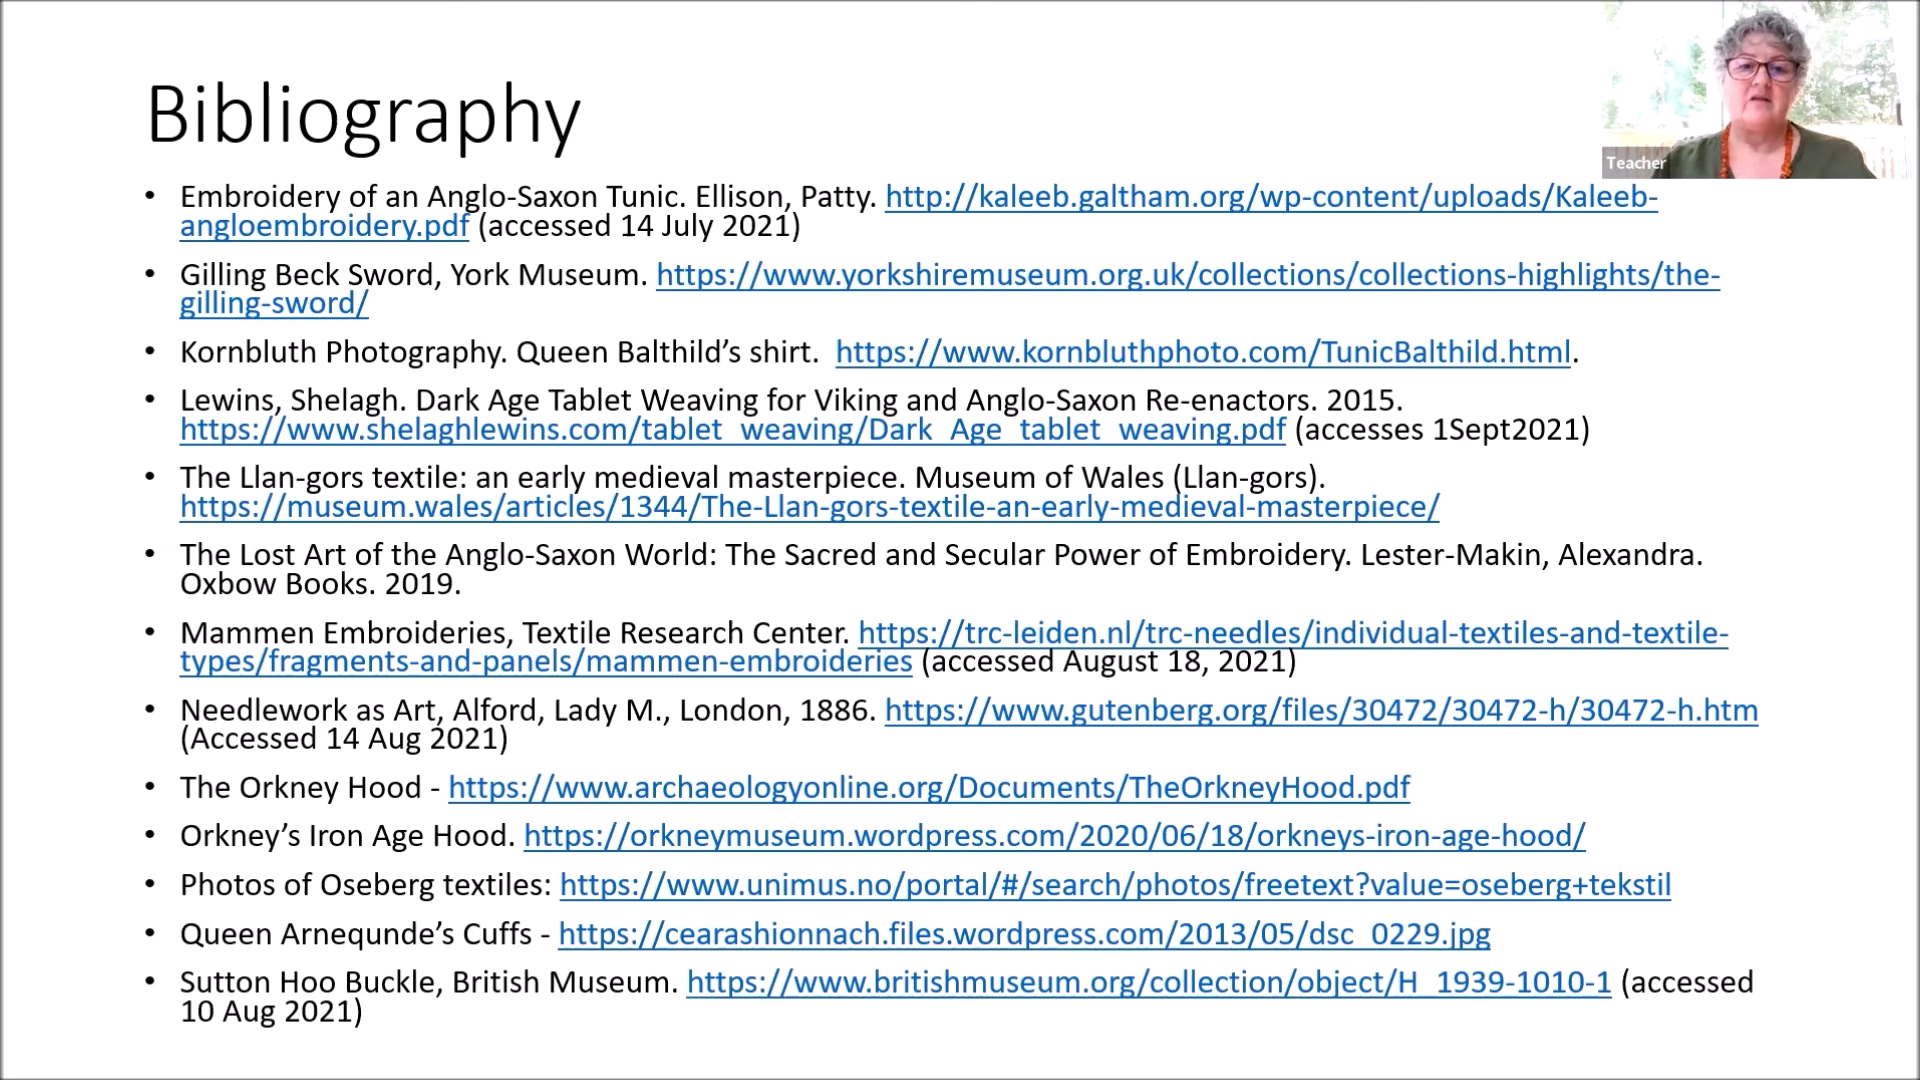 Bibliography
Teacher
• Embroidery of an Anglo-Saxon Tunic. Ellison, Patty. http://kaleeb.galtham.org/wp-content/uploads/Kaleeb-
angloembroidery.pdf (accessed 14 July 2021)
• Gilling Beck Sword, York Museum. https://www.yorkshiremuseum.org.uk/collections/collections-highlights/the-
gilling-sword/
• Kornbluth Photography. Queen Balthild’s shirt. https://www.kornbluthphoto.com/TunicBalthild.html.
• Lewins, Shelagh. Dark Age Tablet Weaving for Viking and Anglo-Saxon Re-enactors. 2015.
https://www.shelaghlewins.com/tablet_weaving/Dark_Age_tablet_weaving.pdf (accesses 1Sept2021)
• The Llan-gors textile: an early medieval masterpiece. Museum of Wales (Llan-gors).
https://museum.wales/articles/1344/The-Llan-gors-textile-an-early-medieval-masterpiece/
• The Lost Art of the Anglo-Saxon World: The Sacred and Secular Power of Embroidery. Lester-Makin, Alexandra.
Oxbow Books. 2019.
• Mammen Embroideries, Textile Research Center. https://trc-leiden.nl/trc-needles/individual-textiles-and-textile-
types/fragments-and-panels/mammen-embroideries (accessed August 18, 2021)
• Needlework as Art, Alford, Lady M., London, 1886. https://www.gutenberg.org/files/30472/30472-h/30472-h.htm
(Accessed 14 Aug 2021)
• The Orkney Hood - https://www.archaeologyonline.org/Documents/TheOrkneyHood.pdf
• Orkney’s Iron Age Hood. https://orkneymuseum.wordpress.com/2020/06/18/orkneys-iron-age-hood/
• Photos of Oseberg textiles: https://www.unimus.no/portal/#/search/photos/freetext?value=oseberg+tekstil
• Queen Arnequnde’s Cuffs - https://cearashionnach.files.wordpress.com/2013/05/dsc_0229.jpg
• Sutton Hoo Buckle, British Museum. https://www.britishmuseum.org/collection/object/H_1939-1010-1 (accessed
10 Aug 2021)